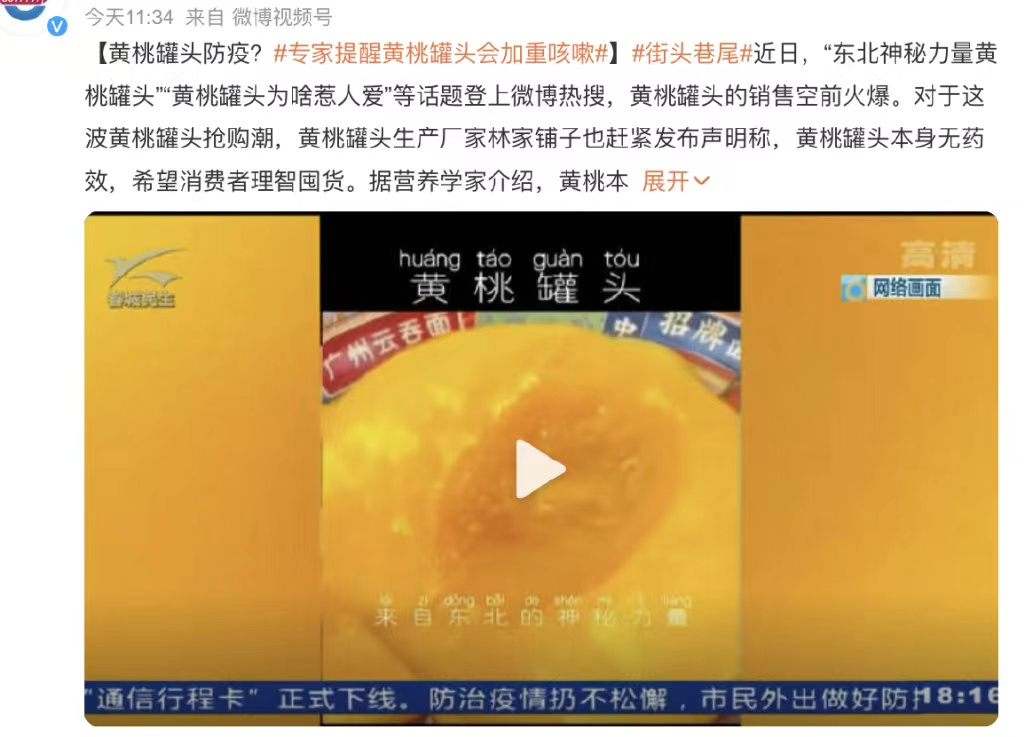 今天11:34 来自 微博视频号
【黄桃罐头防疫？#专家提醒黄桃罐头会加重咳嗽#】#街头巷尾#近日，“东北神秘力量黄
桃罐头”“黄桃罐头为啥惹人爱”等话题登上微博热搜，黄桃罐头的销售空前火爆。对于这
波黄桃罐头抢购潮，黄桃罐头生产厂家林家铺子也赶紧发布声明称，黄桃罐头本身无药
效，希望消费者理智囤货。据营养学家介绍，黄桃本 展开
huáng táo guàn tóu
黄桃罐头
高清
春城民生
网络画面
广州云吞面
中
招牌
dōng běi de
来自东北的神秘力量
“通信行程卡”正式下线。防治疫情扔不松懈，市民外出做好防
18:16